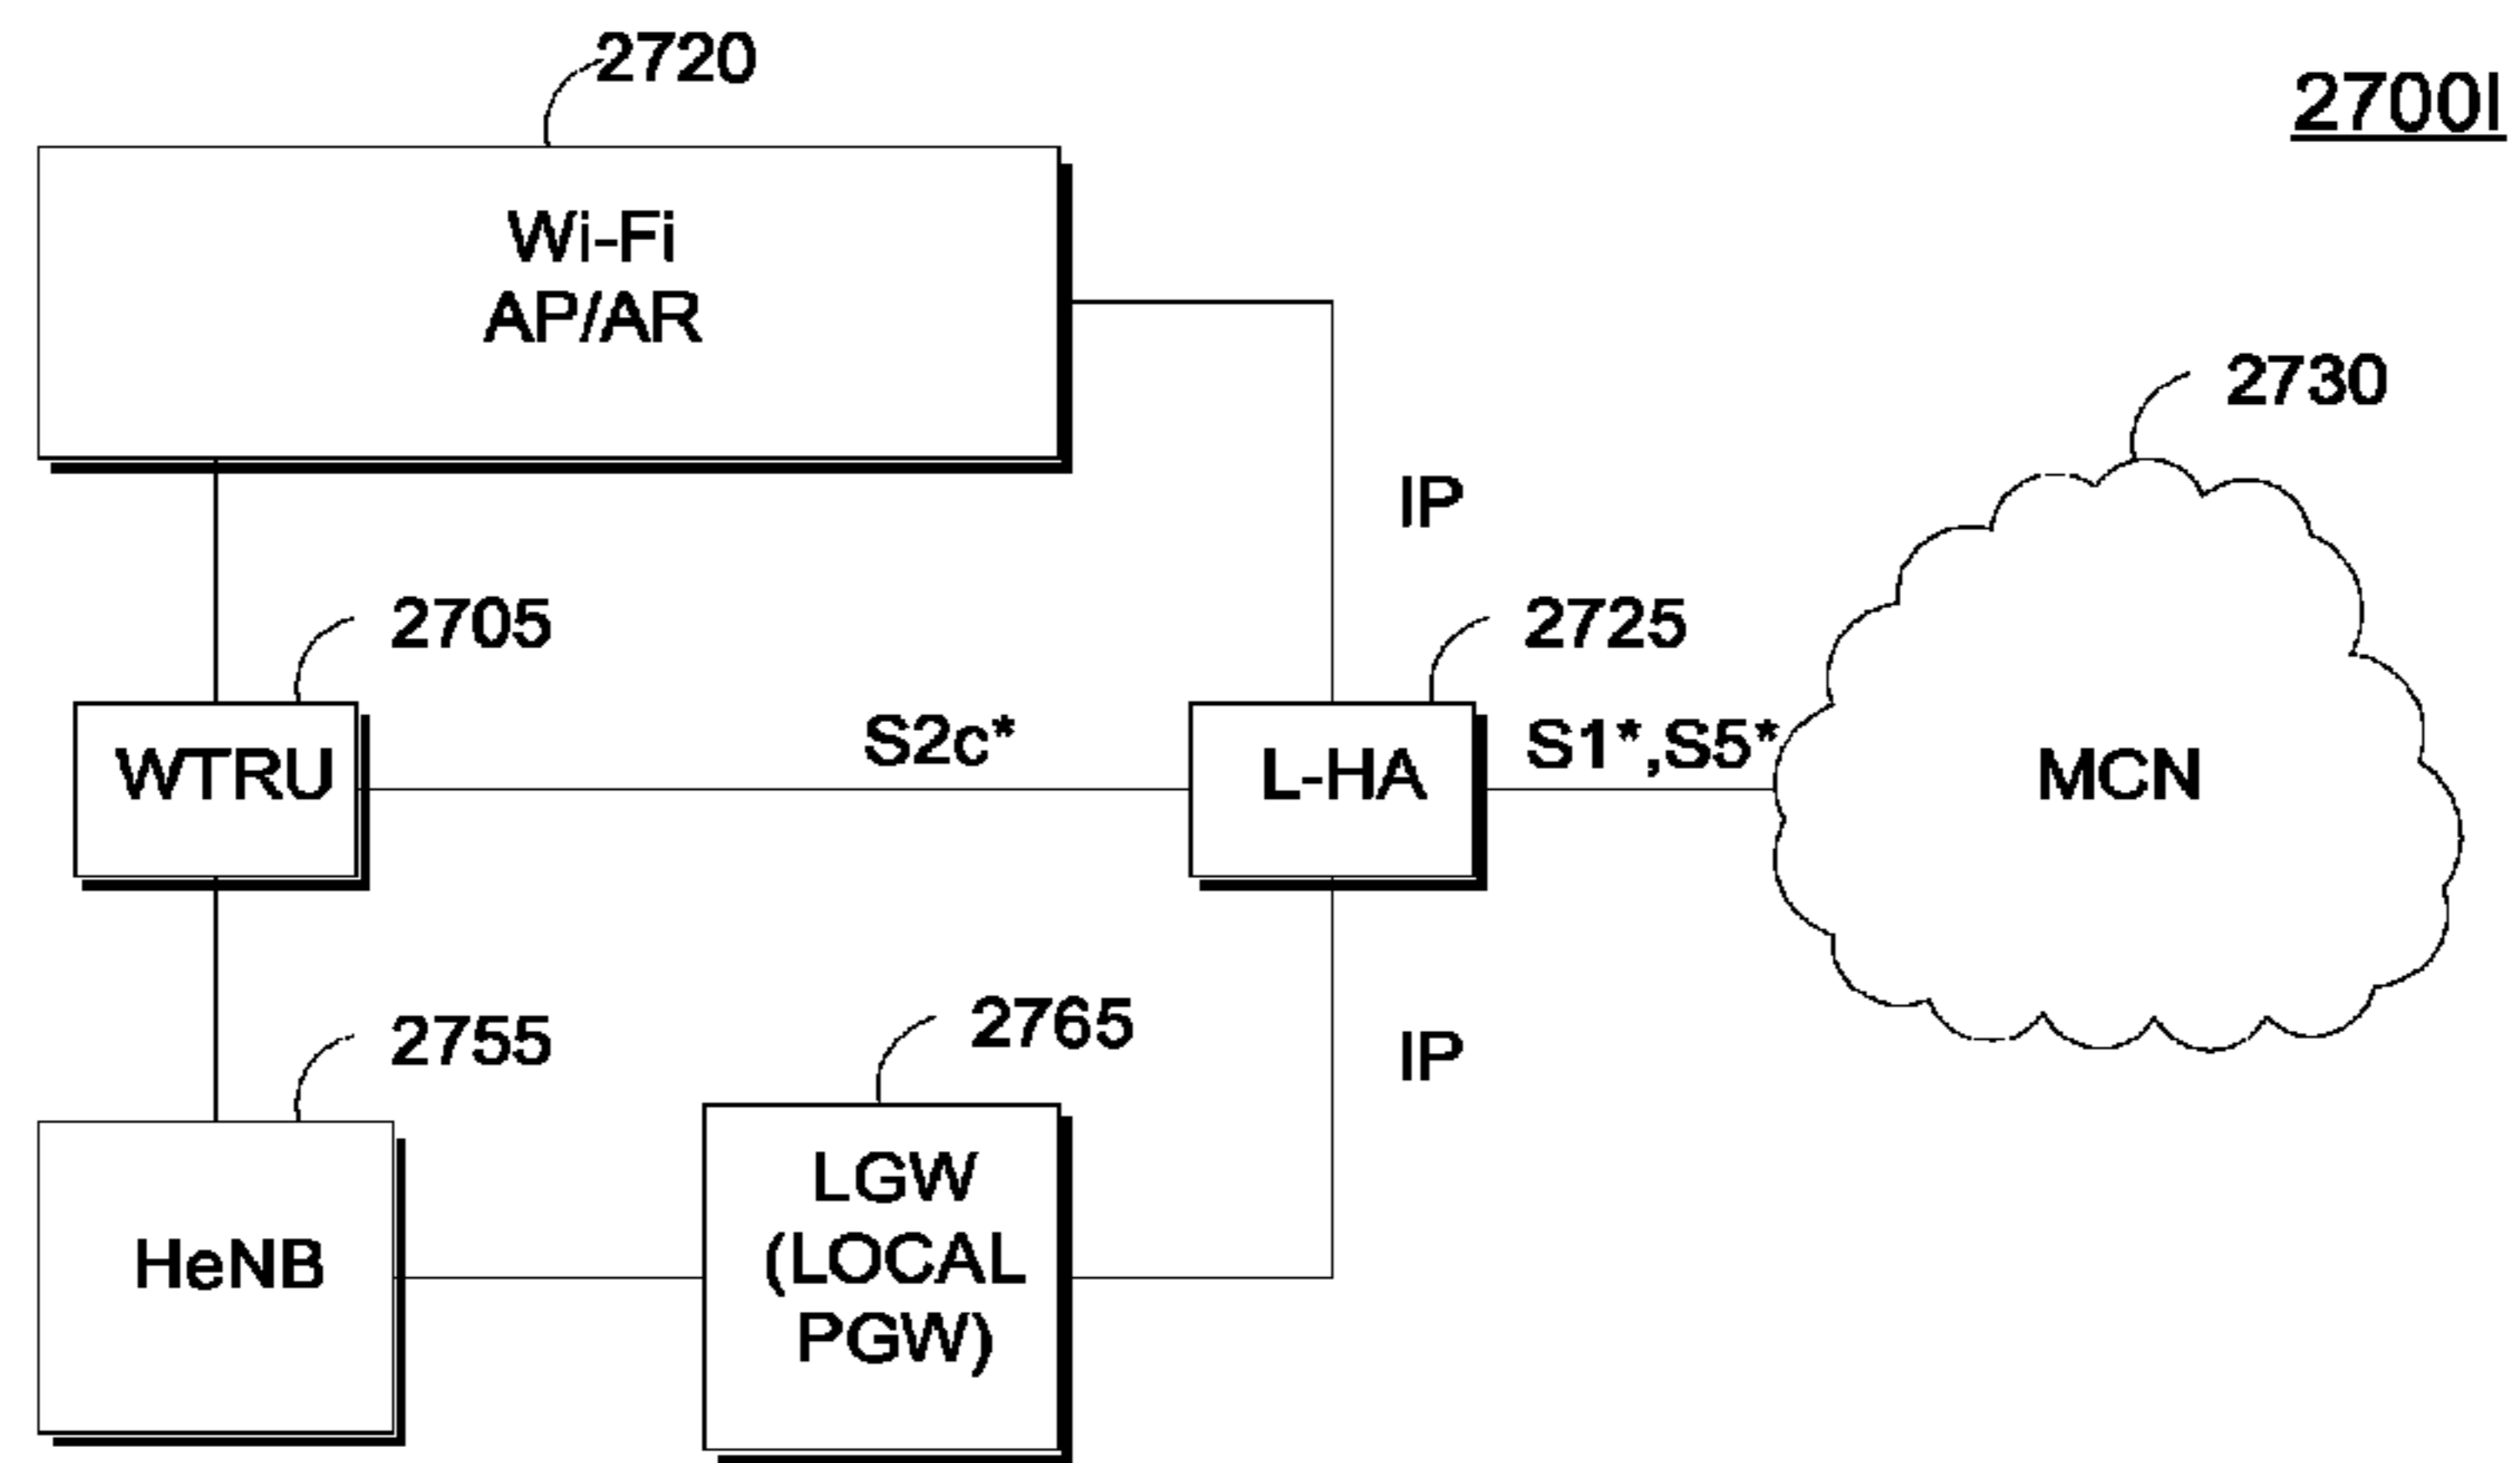 2720
2700I
Wi-Fi
AP/AR
2730
IP
2705
2725
S2c*
S1*,S5*
WTRU
L-HA
MCN
2755
2765
IP
LGW
(LOCAL
PGW)
HeNB